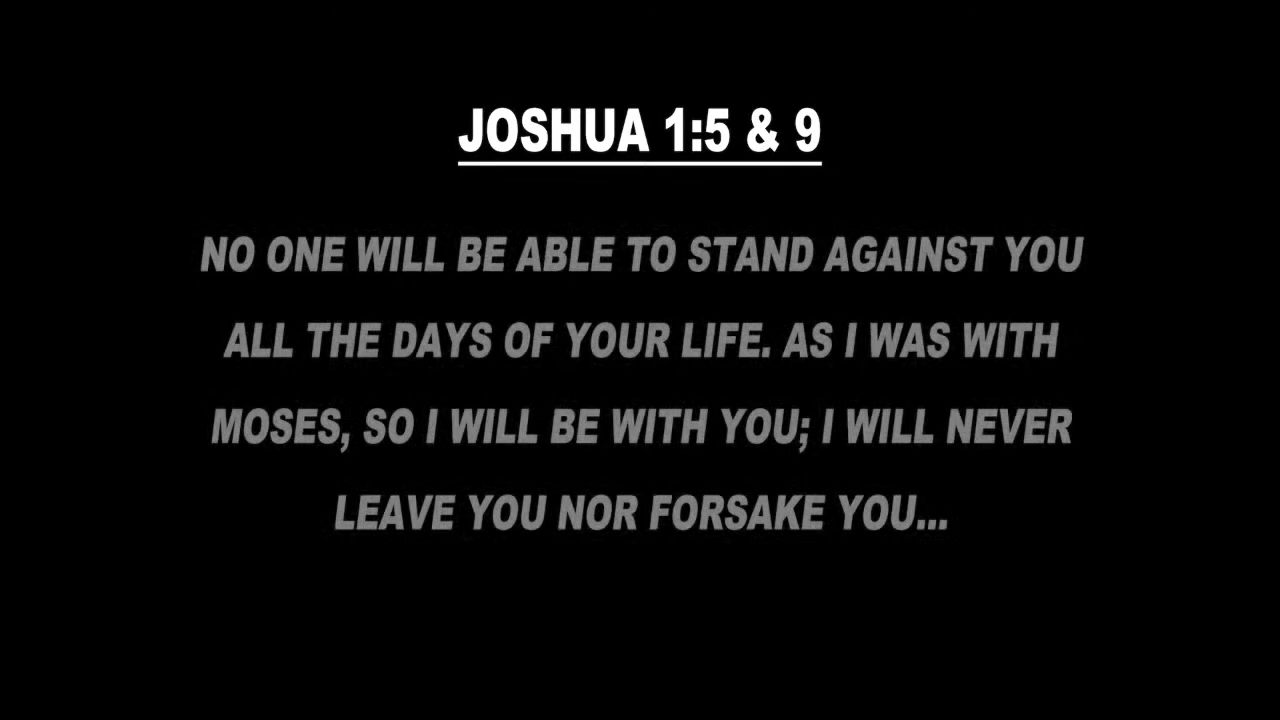 JOSHUA 1:5 & 9
NO ONE WILL BE ABLE TO STAND AGAINST YOU
ALL THE DAYS OF YOUR LIFE. AS I WAS WITH
MOSES, SO I WILL BE WITH YOU; I WILL NEVER
LEAVE YOU NOR FORSAKE YOU...